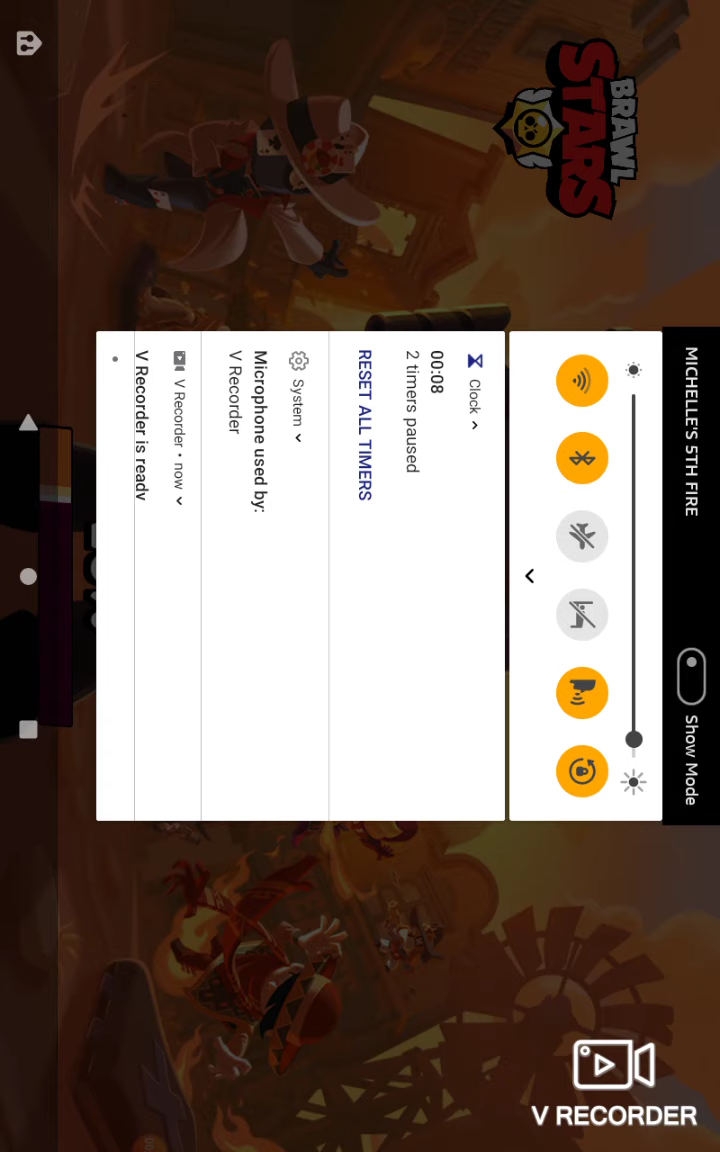 MICHELLE'S 5TH FIRE
Show Mode
BRAWL
STARS
Clock
00:08
2 timers paused
RESET ALL TIMERS
System
Microphone used by:
V Recorder
V Recorder • now
V Recorder is ready
V RECORDER